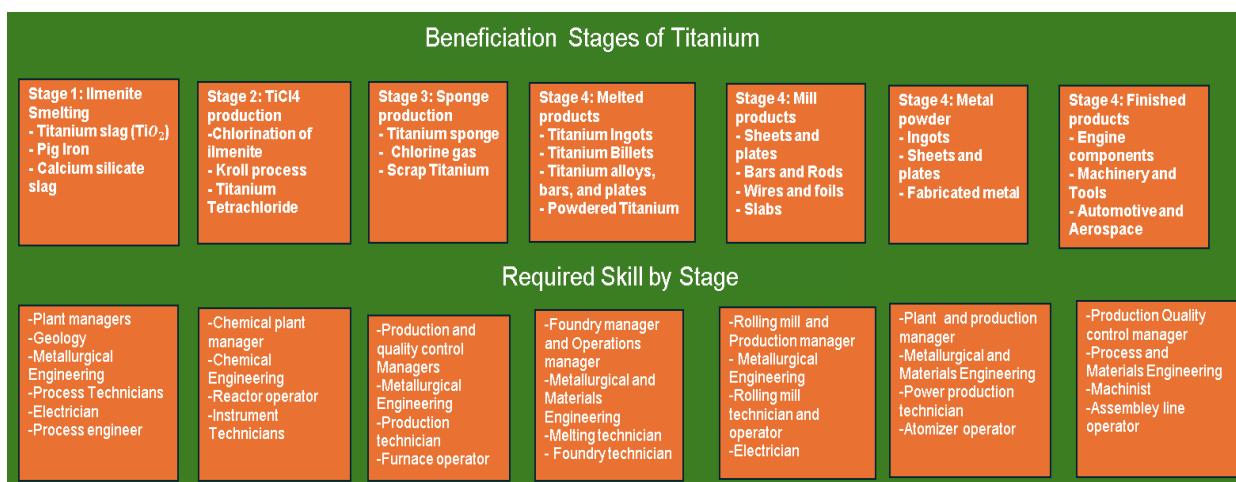 Beneficiation Stages of Titanium
Stage 1: Ilmenite
Smelting
- Titanium slag (TiO₂)
- Pig Iron
- Calcium silicate
slag
Stage 2: TiCl4
production
-Chlorination of
ilmenite
- Kroll process
- Titanium
Tetrachloride
Stage 3: Sponge
production
- Titanium sponge
- Chlorine gas
- Scrap Titanium
Stage 4: Melted
products
- Titanium Ingots
- Titanium Billets
- Titanium alloys,
bars, and plates
- Powdered Titanium
Stage 4: Mill
products
- Sheets and
plates
- Bars and Rods
- Wires and foils
- Slabs
Stage 4: Metal
powder
- Ingots
- Sheets and
plates
- Fabricated metal
Stage 4: Finished
products
- Engine
components
- Machinery and
Tools
- Automotive and
Aerospace
Required Skill by Stage
-Plant managers
-Geology
-Metallurgical
Engineering
-Process Technicians
-Electrician
-Process engineer
-Chemical plant
manager
-Chemical
Engineering
-Reactor operator
-Instrument
Technicians
-Production and
quality control
Managers
-Metallurgical
Engineering
-Production
technician
-Furnace operator
-Foundry manager
and Operations
manager
-Metallurgical and
Materials
Engineering
-Melting technician
- Foundry technician
-Rolling mill and
Production manager
- Metallurgical
Engineering
-Rolling mill
technician and
operator
-Electrician
-Plant and production
manager
-Metallurgical and
Materials Engineering
-Power production
technician
-Atomizer operator
-Production Quality
control manager
-Process and
Materials Engineering
-Machinist
-Assembley line
operator